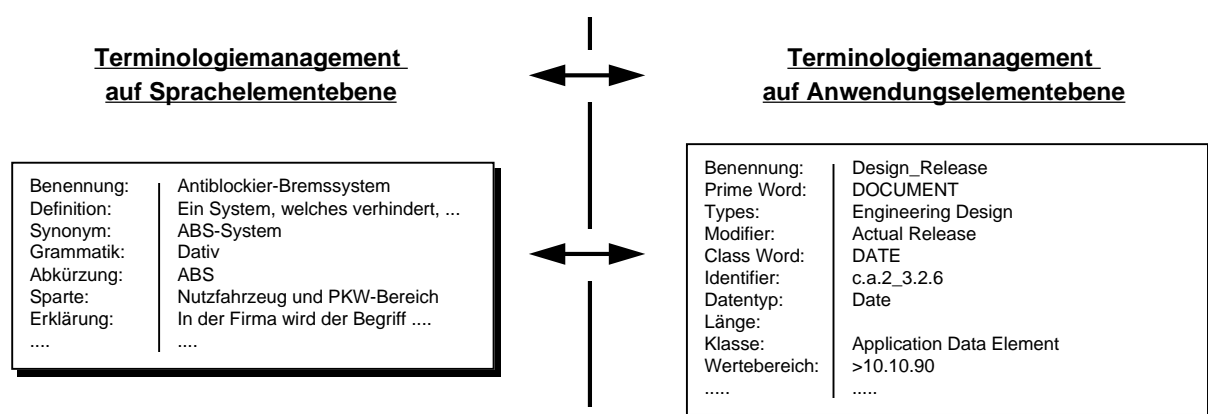 Terminologiemanagement
auf Sprachelementebene
Benennung: Antiblockier-Bremssystem
Definition: Ein System, welches verhindert, ...
Synonym: ABS-System
Grammatik: Dativ
Abkürzung: ABS
Sparte: Nutzfahrzeug und PKW-Bereich
Erklärung: In der Firma wird der Begriff ....
.... ....
Terminologiemanagement
auf Anwendungselementebene
Benennung: Design_Release
Prime Word: DOCUMENT
Types: Engineering Design
Modifier: Actual Release
Class Word: DATE
Identifier: c.a.2_3.2.6
Datentyp: Date
Länge:
Klasse: Application Data Element
Wertebereich: >10.10.90
..... .....